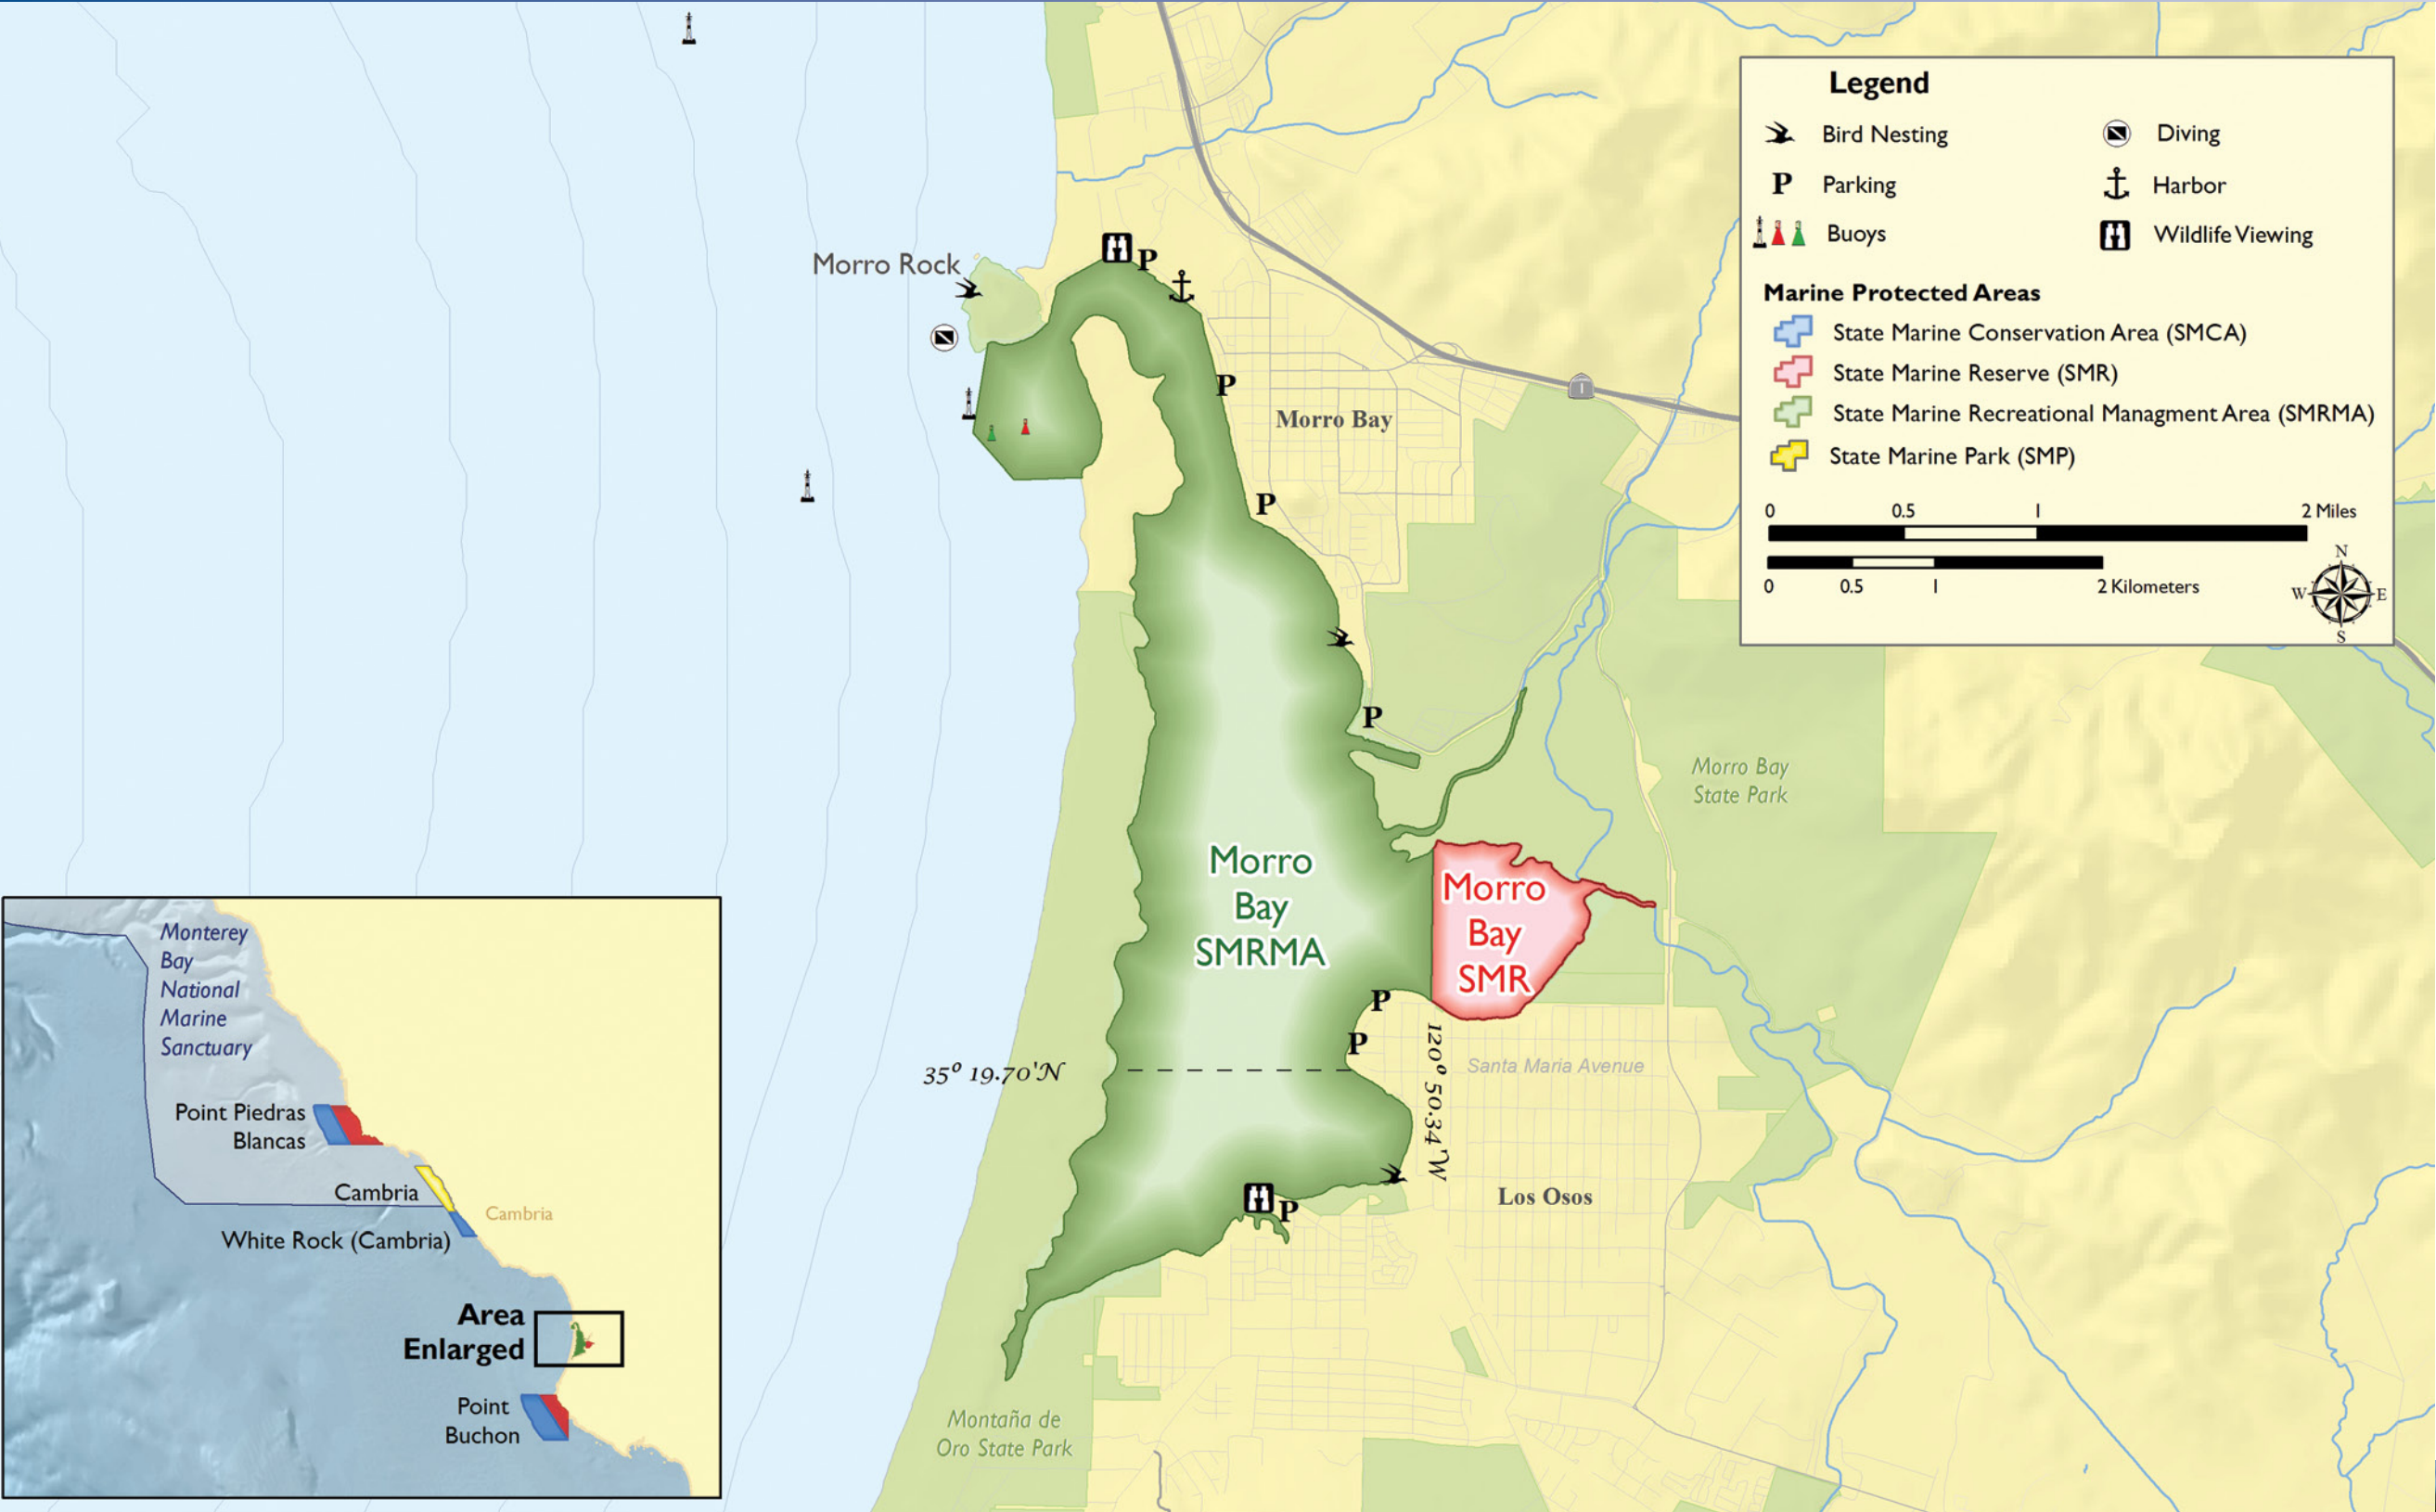 Legend
Bird Nesting
Diving
P Parking
Harbor
Buoys
Wildlife Viewing
Marine Protected Areas
State Marine Conservation Area (SMCA)
State Marine Reserve (SMR)
State Marine Recreational Managment Area (SMRMA)
State Marine Park (SMP)
0 0.5 1 2 Miles
0 0.5 1 2 Kilometers
N
W E
S
Morro Rock
P
P
1
Morro Bay
P
P
Morro Bay
State Park
Morro
Bay
SMRMA
Morro
Bay
SMR
P
P
35º 19.70'N
120º 50.34'W
Santa Maria Avenue
Los Osos
P
Montaña de
Oro State Park
Monterey
Bay
National
Marine
Sanctuary
Point Piedras
Blancas
Cambria
Cambria
White Rock (Cambria)
Area
Enlarged
Point
Buchon